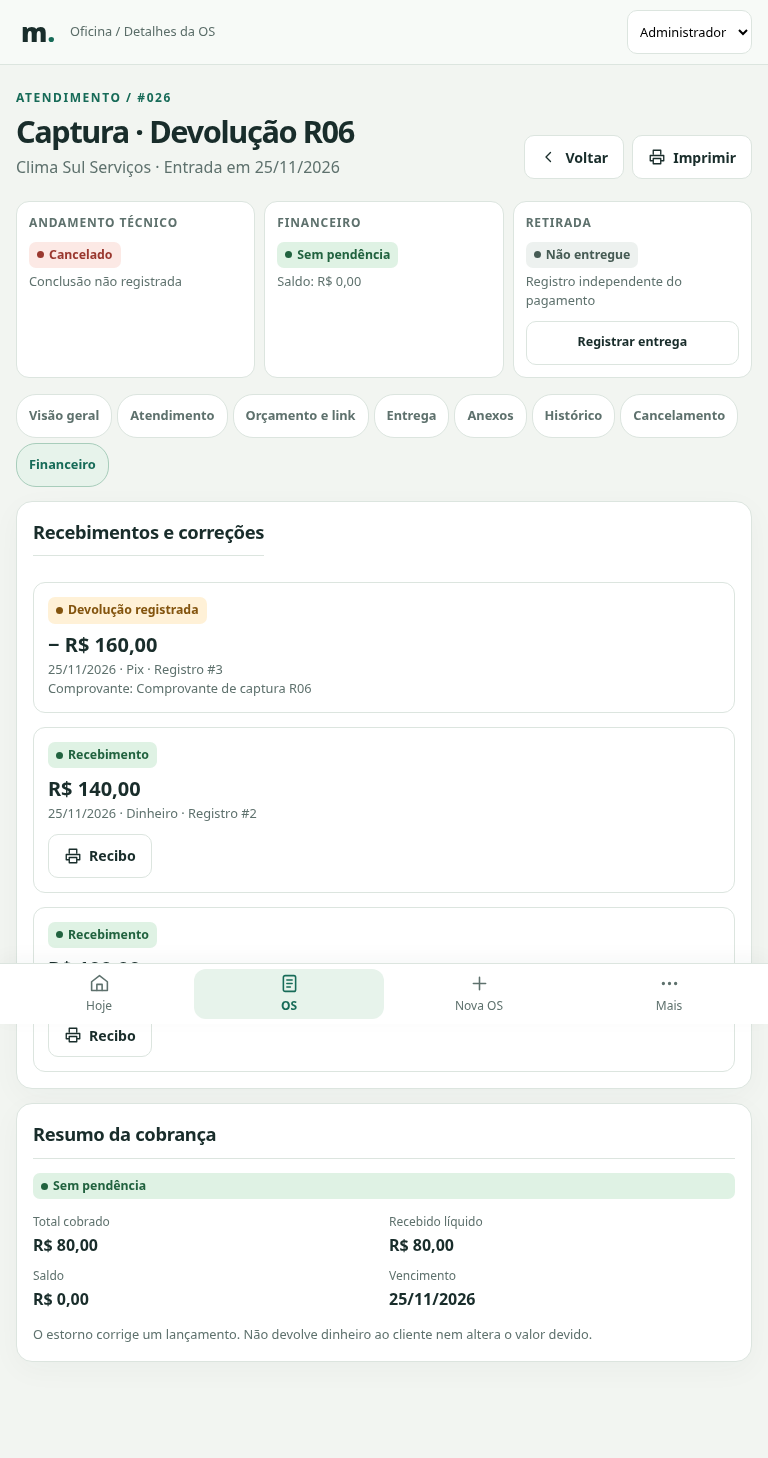 m.
Oficina / Detalhes da OS
Administrador
ATENDIMENTO / #026
Captura · Devolução R06
Clima Sul Serviços · Entrada em 25/11/2026
Voltar
Imprimir
ANDAMENTO TÉCNICO
Cancelado
Conclusão não registrada
FINANCEIRO
Sem pendência
Saldo: R$ 0,00
RETIRADA
Não entregue
Registro independente do
pagamento
Registrar entrega
Visão geral
Atendimento
Orçamento e link
Entrega
Anexos
Histórico
Cancelamento
Financeiro
Recebimentos e correções
Devolução registrada
− R$ 160,00
25/11/2026 · Pix · Registro #3
Comprovante: Comprovante de captura R06
Recebimento
R$ 140,00
25/11/2026 · Dinheiro · Registro #2
Recibo
Recebimento
Hoje
OS
Nova OS
Mais
Recibo
Resumo da cobrança
Sem pendência
Total cobrado
R$ 80,00
Recebido líquido
R$ 80,00
Saldo
R$ 0,00
Vencimento
25/11/2026
O estorno corrige um lançamento. Não devolve dinheiro ao cliente nem altera o valor devido.